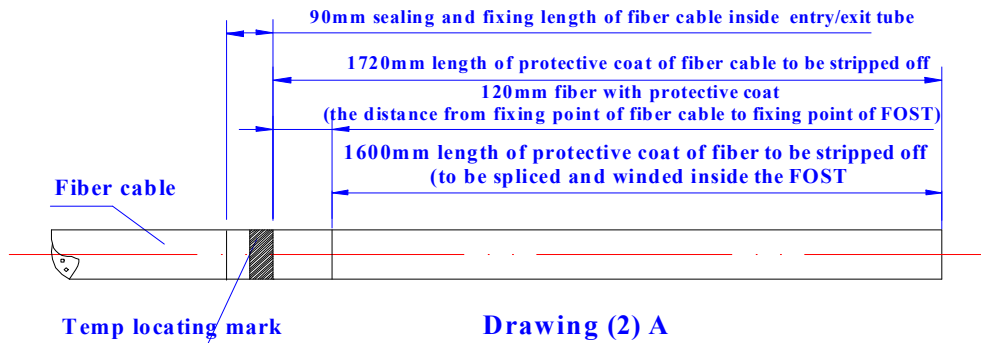 90mm sealing and fixing length of fiber cable inside entry/exit tube
1720mm length of protective coat of fiber cable to be stripped off
120mm fiber with protective coat
(the distance from fixing point of fiber cable to fixing point of FOST)
1600mm length of protective coat of fiber to be stripped off
(to be spliced and winded inside the FOST
Fiber cable
Temp locating mark
Drawing (2) A